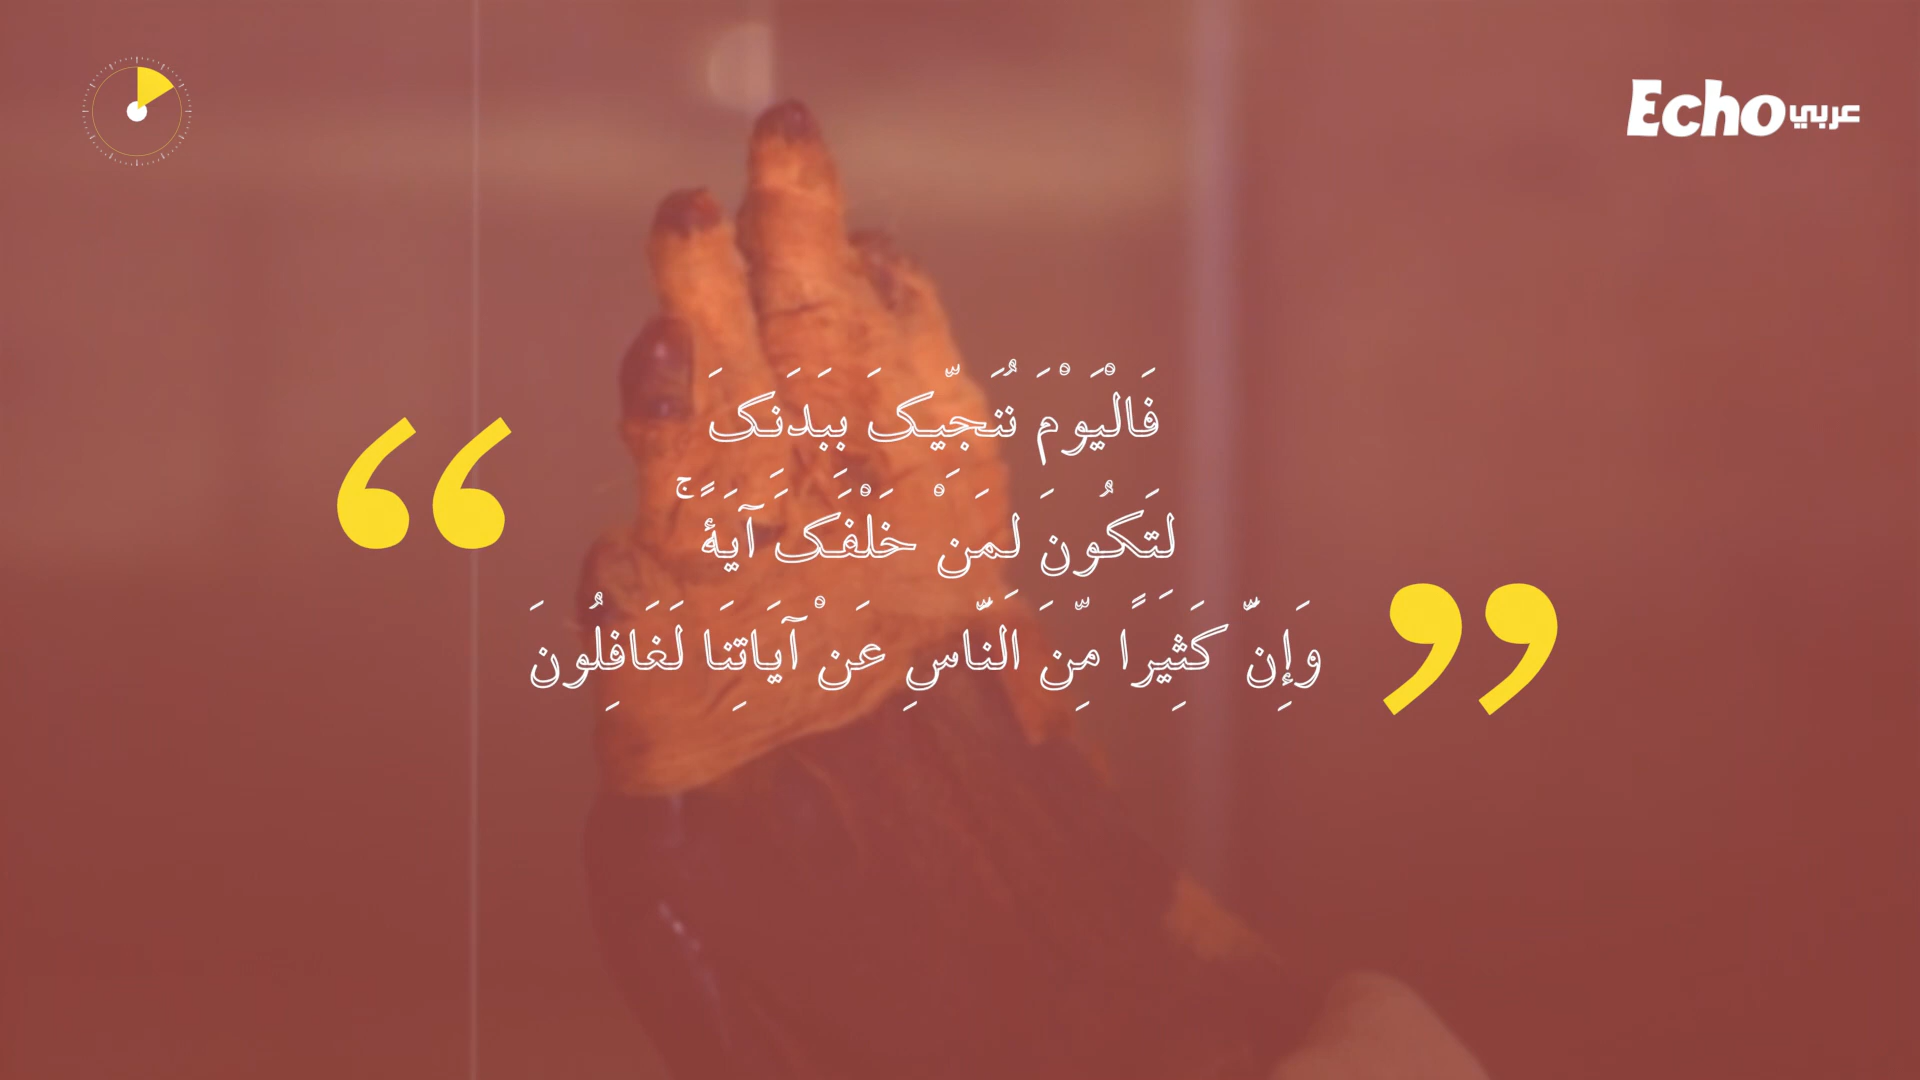 Echo عربي
فَالْيَوْمَ نُنَجِّيكَ بِبَدَنِكَ
لِتَكُونَ لِمَنْ خَلْفَكَ آيَةً ۚ
وَإِنَّ كَثِيرًا مِّنَ النَّاسِ عَنْ آيَاتِنَا لَغَافِلُونَ